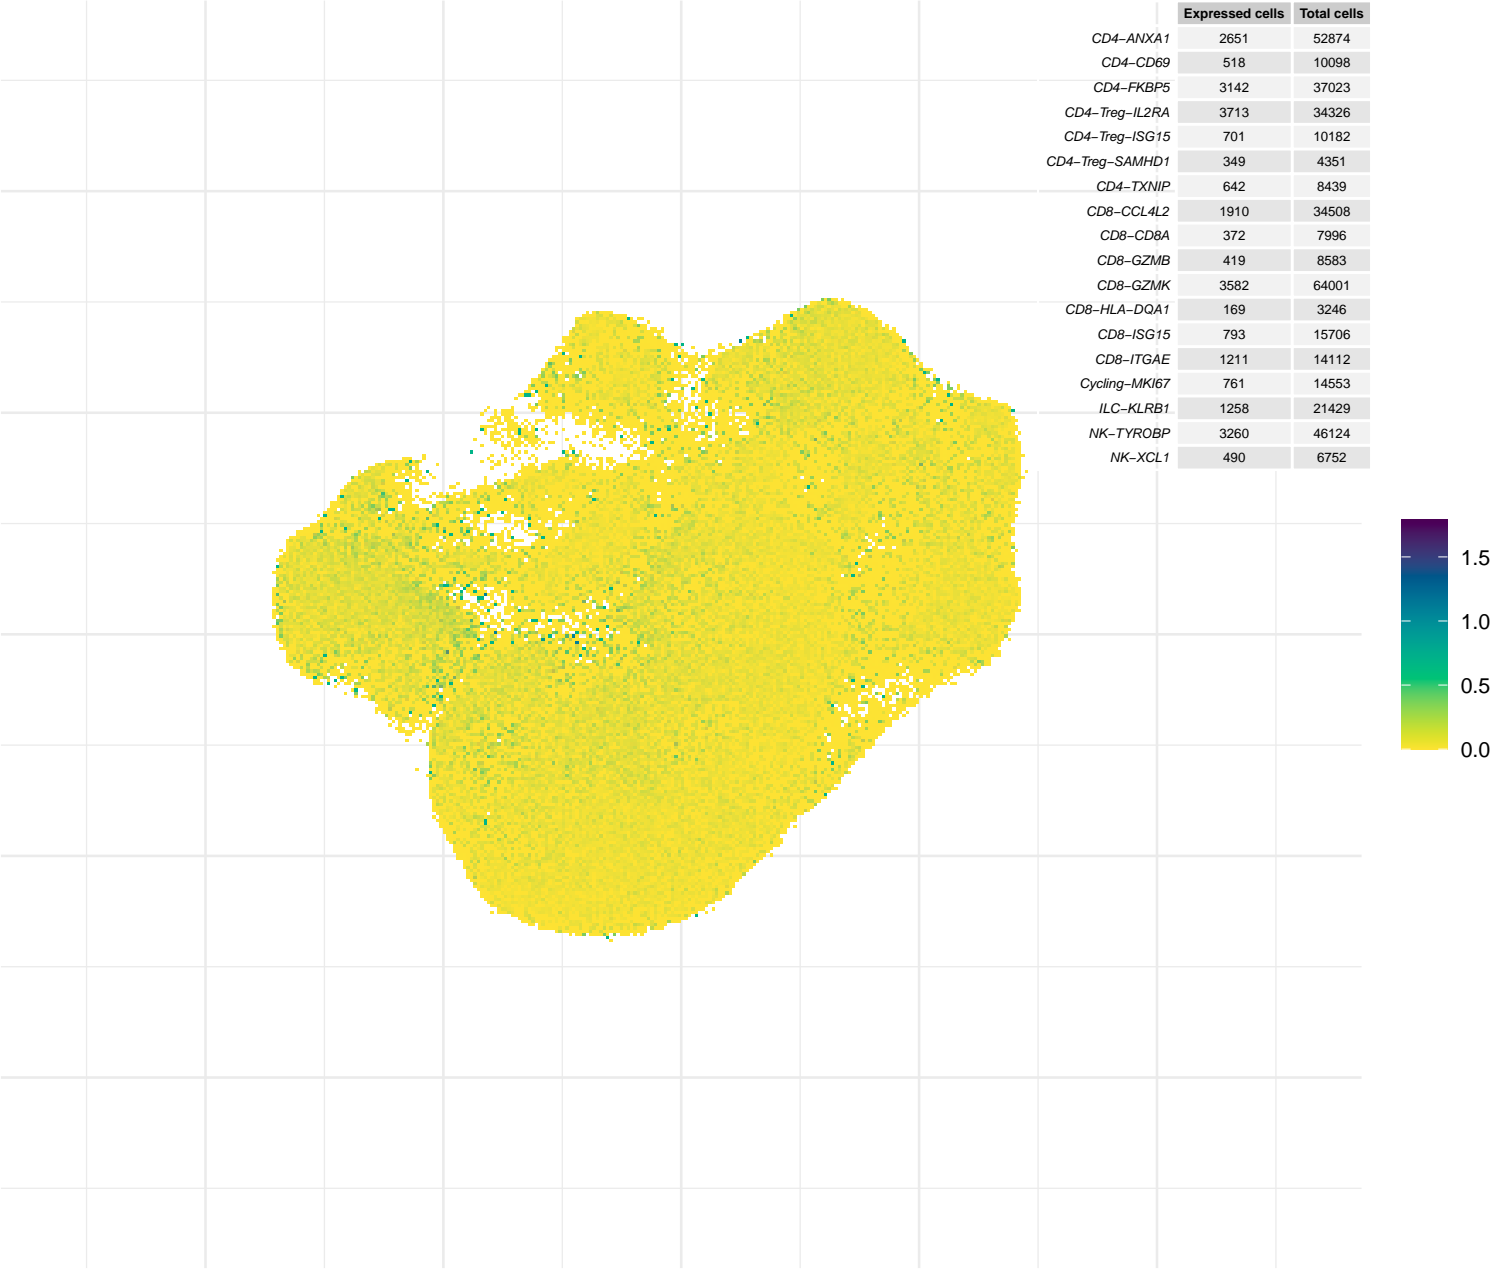 Expressed cells Total cells
CD4−ANXA1 2651 52874
CD4−CD69 518 10098
CD4−FKBP5 3142 37023
CD4−Treg−IL2RA 3713 34326
CD4−Treg−ISG15 701 10182
CD4−Treg−SAMHD1 349 4351
CD4−TXNIP 642 8439
CD8−CCL4L2 1910 34508
CD8−CD8A 372 7996
CD8−GZMB 419 8583
CD8−GZMK 3582 64001
CD8−HLA−DQA1 169 3246
CD8−ISG15 793 15706
CD8−ITGAE 1211 14112
Cycling−MKI67 761 14553
ILC−KLRB1 1258 21429
NK−TYROBP 3260 46124
NK−XCL1 490 6752
1.5
1.0
0.5
0.0